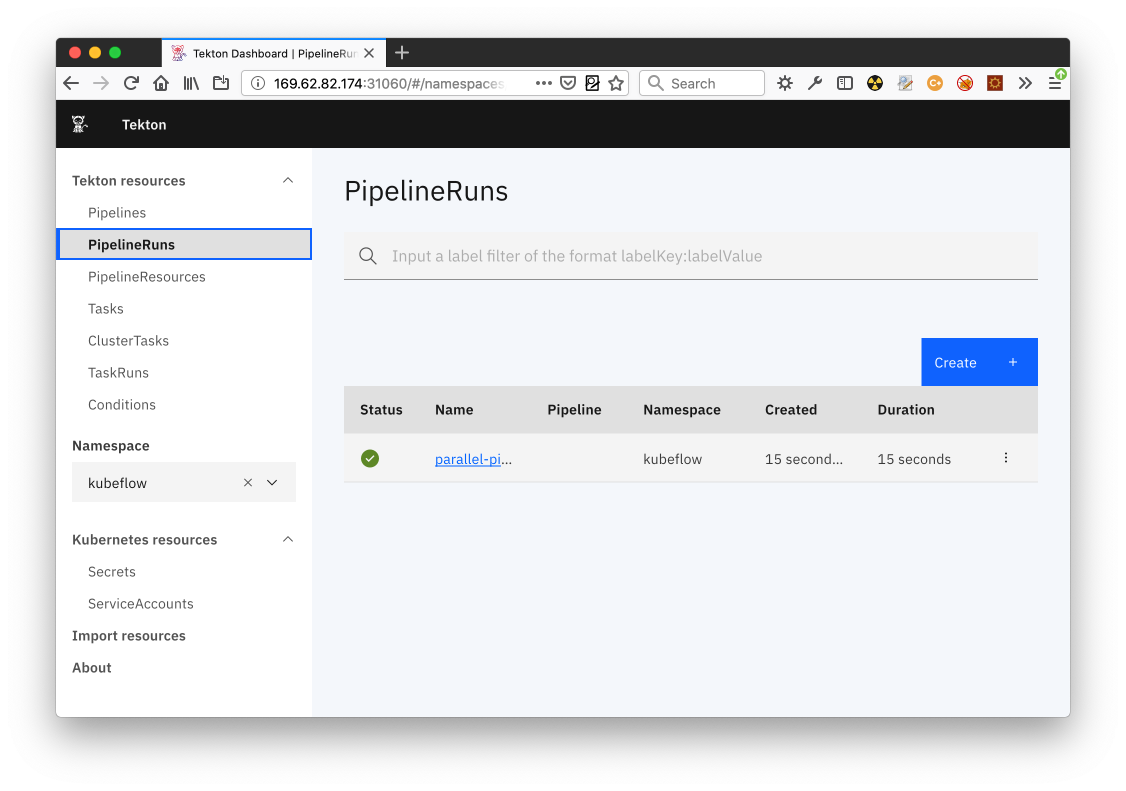 Tekton Dashboard | PipelineRun
169.62.82.174:31060/#/namespaces
Search
Tekton
Tekton resources
Pipelines
PipelineRuns
PipelineResources
Tasks
ClusterTasks
TaskRuns
Conditions
Namespace
kubeflow
Kubernetes resources
Secrets
ServiceAccounts
Import resources
About
PipelineRuns
Input a label filter of the format labelKey:labelValue
Create +
Status Name Pipeline Namespace Created Duration
parallel-pi... kubeflow 15 second... 15 seconds